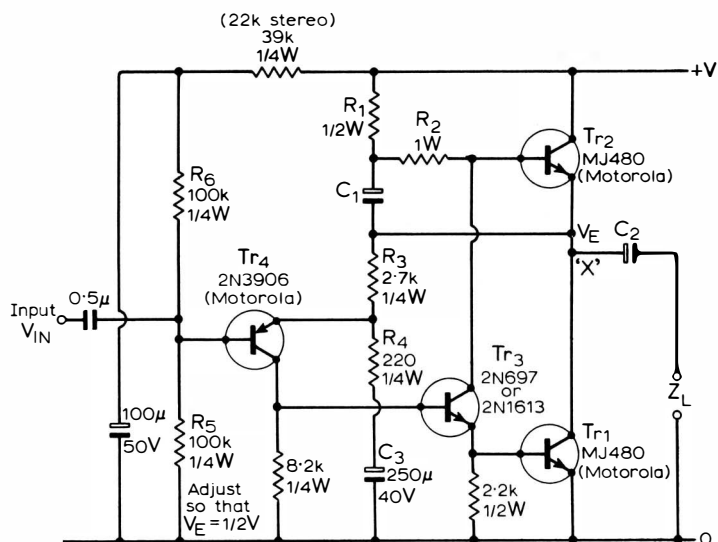 (22k stereo)
39k
1/4W
+V
R1
1/2W
R2
1W
Tr2
MJ480
(Motorola)
R6
100k
1/4W
C1
VE
C2
'X'
Tr4
2N3906
(Motorola)
R3
2.7k
1/4W
Input
VIN
0.5μ
R4
220
1/4W
Tr3
2N697
or
2N1613
ZL
100μ
50V
R5
100k
1/4W
Adjust
so that
VE = 1/2V
8.2k
1/4W
C3
250μ
40V
2.2k
1/2W
Tr1
MJ480
(Motorola)